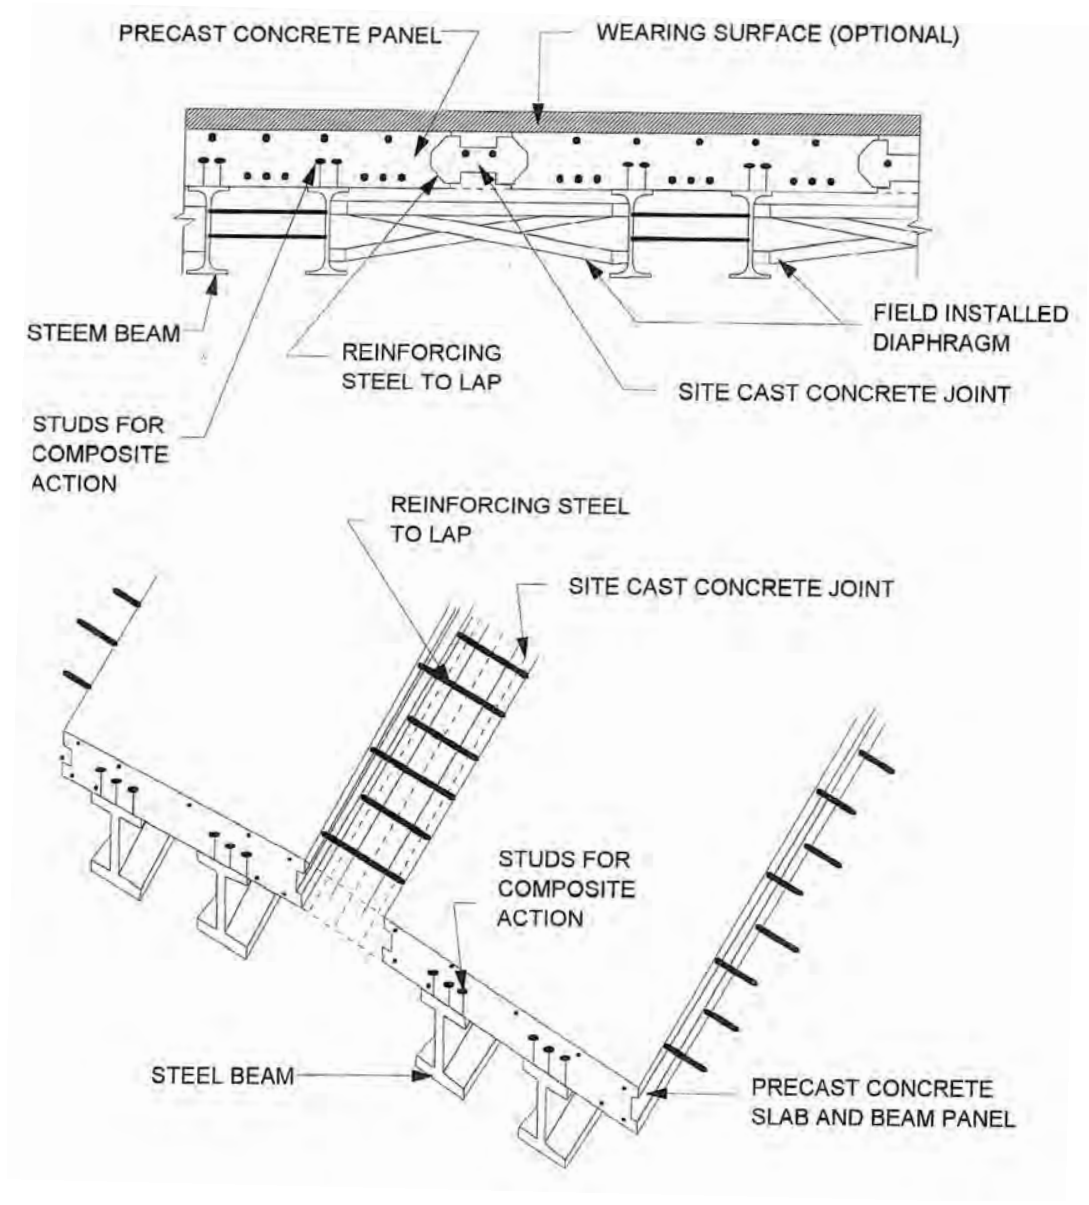 PRECAST CONCRETE PANEL
WEARING SURFACE (OPTIONAL)
STEEM BEAM
REINFORCING
STEEL TO LAP
FIELD INSTALLED
DIAPHRAGM
SITE CAST CONCRETE JOINT
STUDS FOR
COMPOSITE
ACTION
REINFORCING STEEL
TO LAP
SITE CAST CONCRETE JOINT
STUDS FOR
COMPOSITE
ACTION
STEEL BEAM
PRECAST CONCRETE
SLAB AND BEAM PANEL